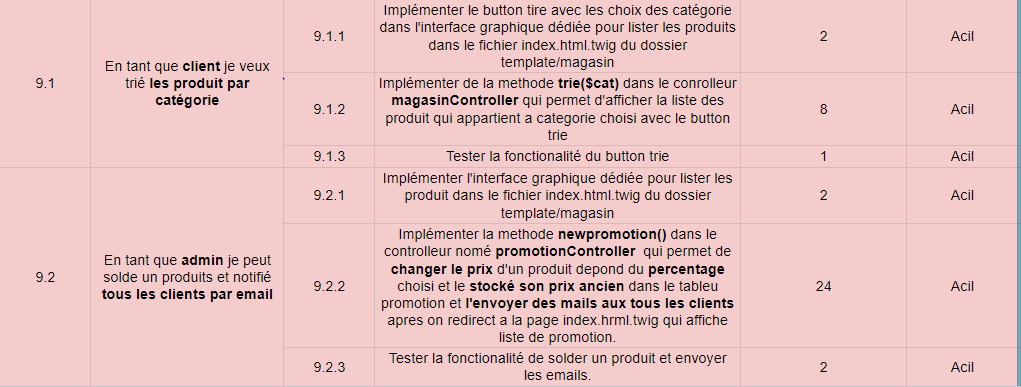 9.1
En tant que client je veux
trié les produit par
catégorie
9.1.1
Implémenter le button tire avec les choix des catégorie
dans l'interface graphique dédiée pour lister les produits
dans le fichier index.html.twig du dossier
template/magasin
2
Acil
9.1.2
Implémenter de la methode trie($cat) dans le conrolleur
magasinController qui permet d'afficher la liste des
produit qui appartient a categorie choisi avec le button
trie
8
Acil
9.1.3
Tester la fonctionalité du button trie
1
Acil
9.2
En tant que admin je peut
solde un produits et notifié
tous les clients par email
9.2.1
Implémenter l'interface graphique dédiée pour lister les
produit dans le fichier index.html.twig du dossier
template/magasin
2
Acil
9.2.2
Implémenter la methode newpromotion() dans le
controlleur nomé promotionController qui permet de
changer le prix d'un produit depond du percentage
choisi et le stocké son prix ancien dans le tableu
promotion et l'envoyer des mails aux tous les clients
apres on redirect a la page index.hrml.twig qui affiche
liste de promotion.
24
Acil
9.2.3
Tester la fonctionalité de solder un produit et envoyer
les emails.
2
Acil